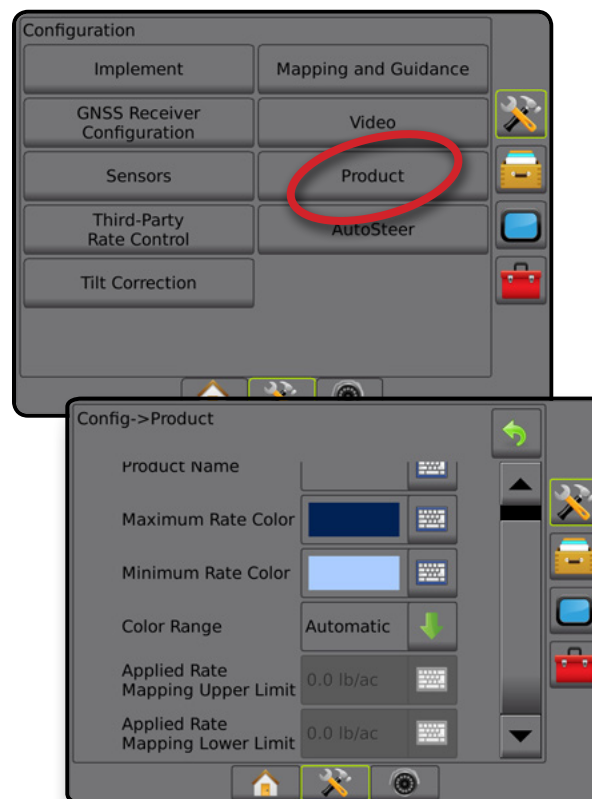 Configuration
Implement
Mapping and Guidance
GNSS Receiver
Configuration
Video
Sensors
Product
Third-Party
Rate Control
AutoSteer
Tilt Correction
Config->Product
Product Name
Maximum Rate Color
Minimum Rate Color
Color Range
Automatic
Applied Rate
Mapping Upper Limit
0.0 lb/ac
Applied Rate
Mapping Lower Limit
0.0 lb/ac